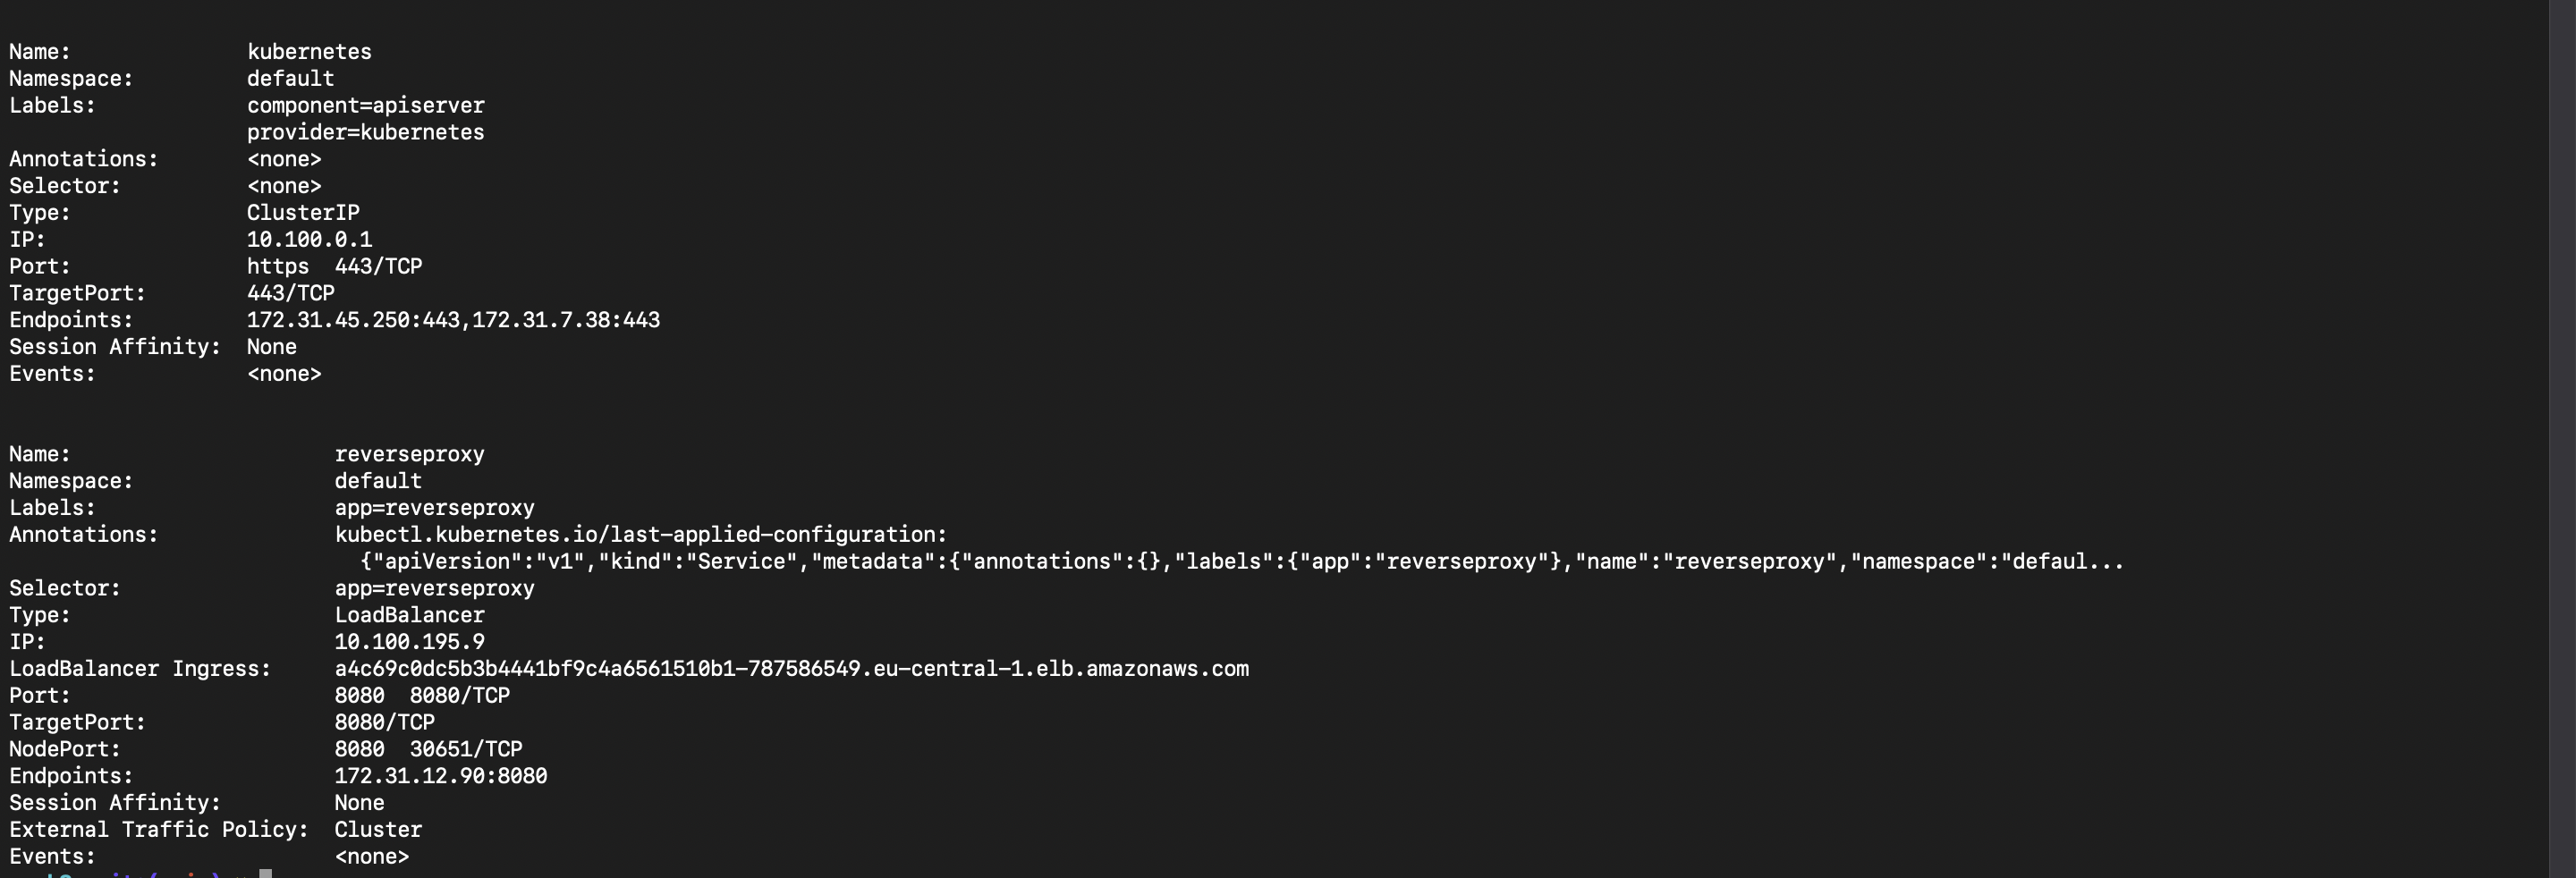 Name:              kubernetes
Namespace:         default
Labels:            component=apiserver
                   provider=kubernetes
Annotations:       <none>
Selector:          <none>
Type:              ClusterIP
IP:                10.100.0.1
Port:              https  443/TCP
TargetPort:        443/TCP
Endpoints:         172.31.45.250:443,172.31.7.38:443
Session Affinity:  None
Events:            <none>
Name:                     reverseproxy
Namespace:                default
Labels:                   app=reverseproxy
Annotations:              kubectl.kubernetes.io/last-applied-configuration:
                            {"apiVersion":"v1","kind":"Service","metadata":{"annotations":{},"labels":{"app":"reverseproxy"},"name":"reverseproxy","namespace":"defaul...
Selector:                 app=reverseproxy
Type:                     LoadBalancer
IP:                       10.100.195.9
LoadBalancer Ingress:     a4c69c0dc5b3b4441bf9c4a6561510b1-787586549.eu-central-1.elb.amazonaws.com
Port:                     8080  8080/TCP
TargetPort:               8080/TCP
NodePort:                 8080  30651/TCP
Endpoints:                172.31.12.90:8080
Session Affinity:         None
External Traffic Policy:  Cluster
Events:                   <none>